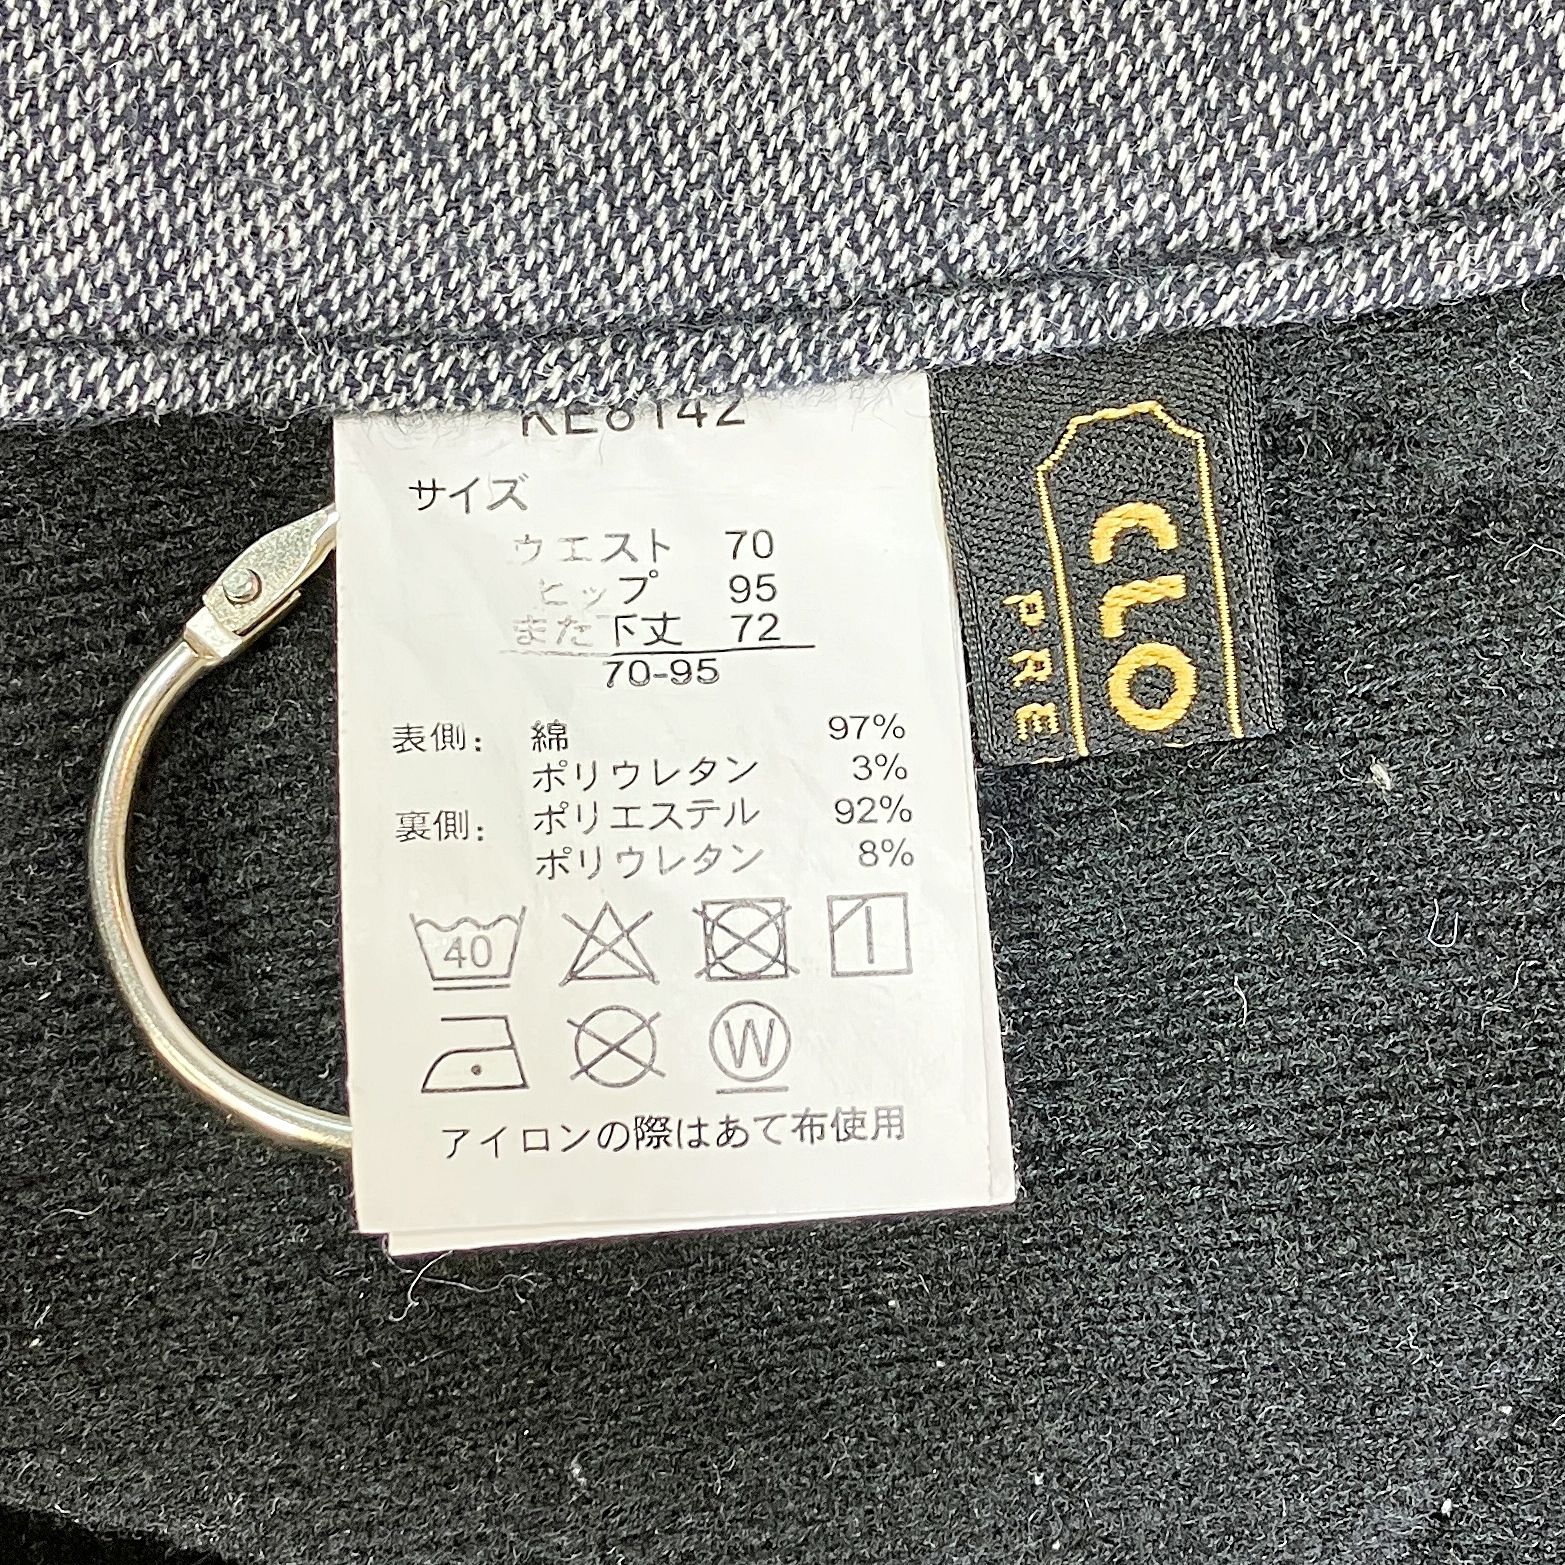 KE6142
サイズ
ウエスト 70
ヒップ 95
また下丈 72
70-95
表側: 綿 97%
ポリウレタン 3%
裏側: ポリエステル 92%
ポリウレタン 8%
40
W
アイロンの際はあて布使用
CLO
PRE